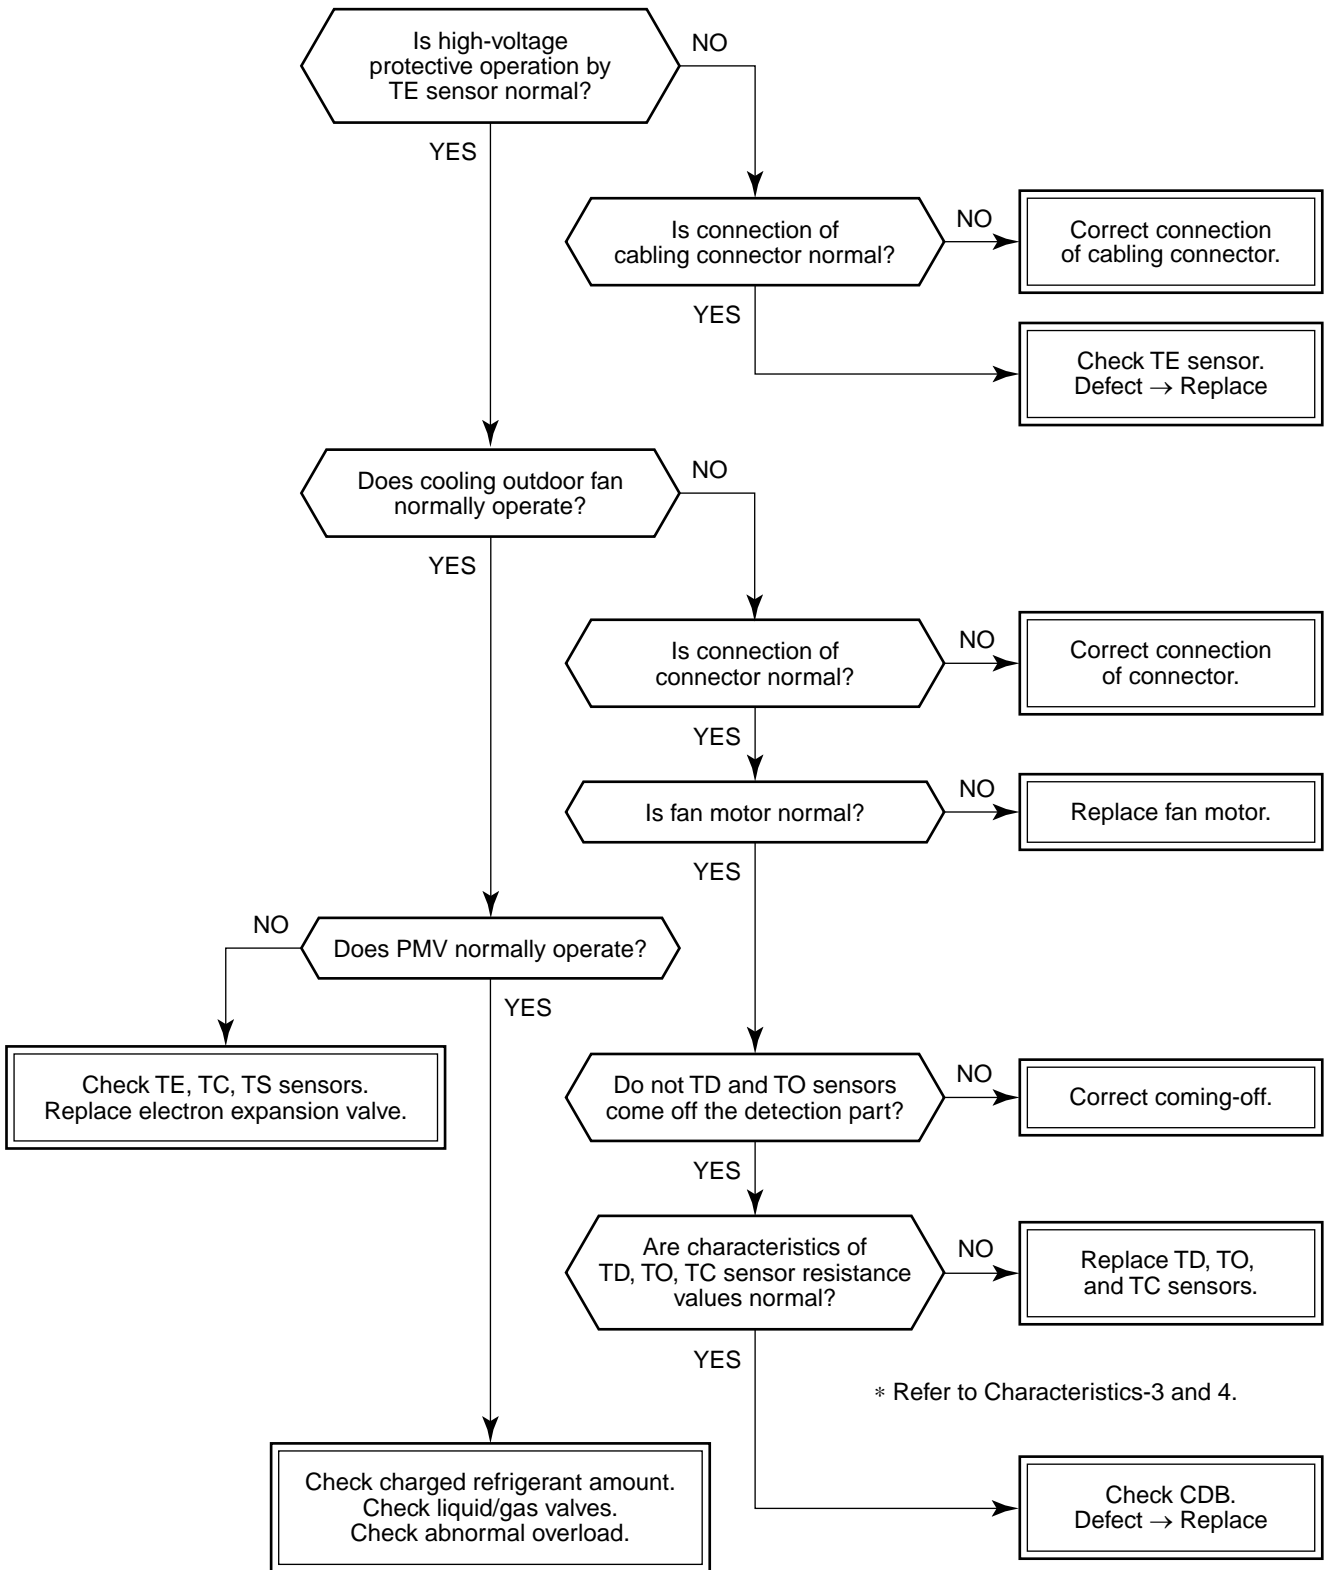 Is high-voltage
protective operation by
TE sensor normal?
NO
YES
Is connection of
cabling connector normal?
NO
Correct connection
of cabling connector.
YES
Check TE sensor.
Defect → Replace
Does cooling outdoor fan
normally operate?
NO
YES
Is connection of
connector normal?
NO
Correct connection
of connector.
YES
Is fan motor normal?
NO
Replace fan motor.
YES
NO
Does PMV normally operate?
YES
Check TE, TC, TS sensors.
Replace electron expansion valve.
Do not TD and TO sensors
come off the detection part?
NO
Correct coming-off.
YES
Are characteristics of
TD, TO, TC sensor resistance
values normal?
NO
Replace TD, TO,
and TC sensors.
YES
* Refer to Characteristics-3 and 4.
Check charged refrigerant amount.
Check liquid/gas valves.
Check abnormal overload.
Check CDB.
Defect → Replace